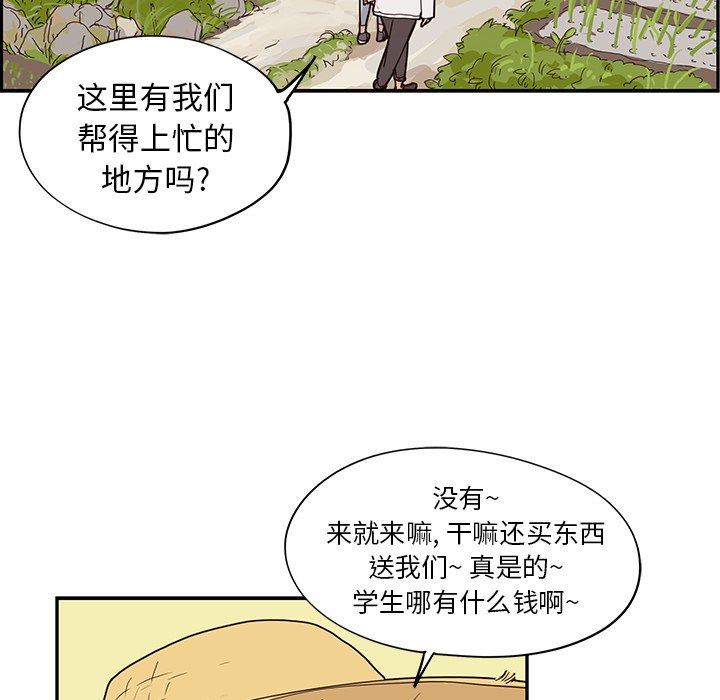 这里有我们
帮得上忙的
地方吗?
没有~
来就来嘛, 干嘛还买东西
送我们~ 真是的~
学生哪有什么钱啊~